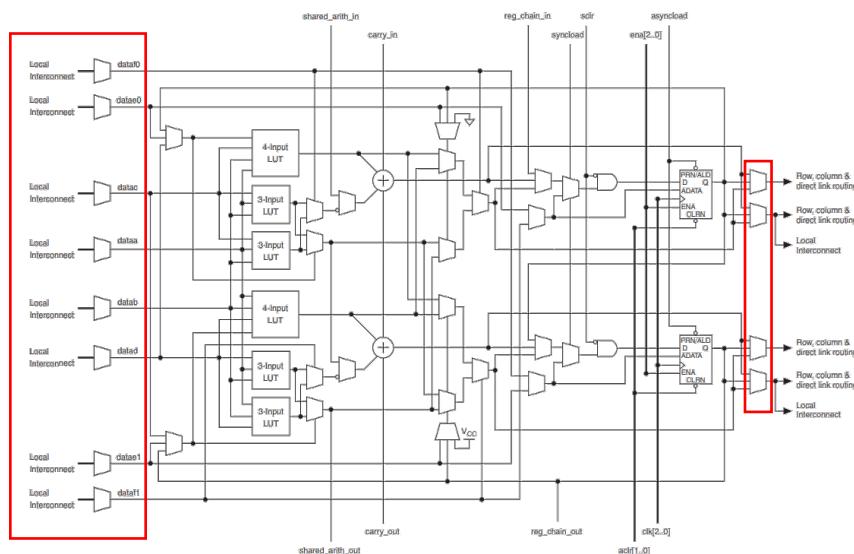 shared_arith_in
reg_chain_in
sclr
asyncload
carry_in
syncload
ena[2..0]
Local
Interconnect
dataf0
Local
Interconnect
datae0
4-Input
LUT
Local
Interconnect
datac
3-Input
LUT
Local
Interconnect
dataa
3-Input
LUT
Local
Interconnect
datab
4-Input
LUT
Local
Interconnect
datad
3-Input
LUT
3-Input
LUT
Local
Interconnect
datae1
Local
Interconnect
dataf1
+
+
VCC
PRN/ALD
D Q
ADATA
ENA
CLRN
PRN/ALD
D Q
ADATA
ENA
CLRN
Row, column &
direct link routing
Row, column &
direct link routing
Local
Interconnect
Row, column &
direct link routing
Row, column &
direct link routing
Local
Interconnect
carry_out
reg_chain_out
clk[2..0]
shared_arith_out
aclr[1..0]